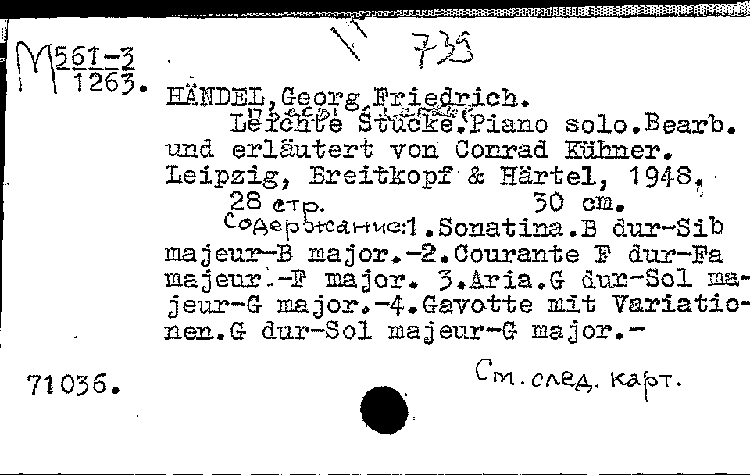 739
М 561-3
1263.
HÄNDEL, Georg Friedrich.
Leichte Stücke. Piano solo. Bearb.
und erläutert von Conrad Kühner.
Leipzig, Breitkopf & Härtel, 1948.
28 стр. 30 cm.
Содержание: 1. Sonatina. B dur-Sib
majeur-B major.-2. Courante F dur-Fa
majeur.-F major. 3. Aria. G dur-Sol ma-
jeur-G major.-4. Gavotte mit Variatio-
nen. G dur-Sol majeur-G major.-
См. след. карт.
71036.